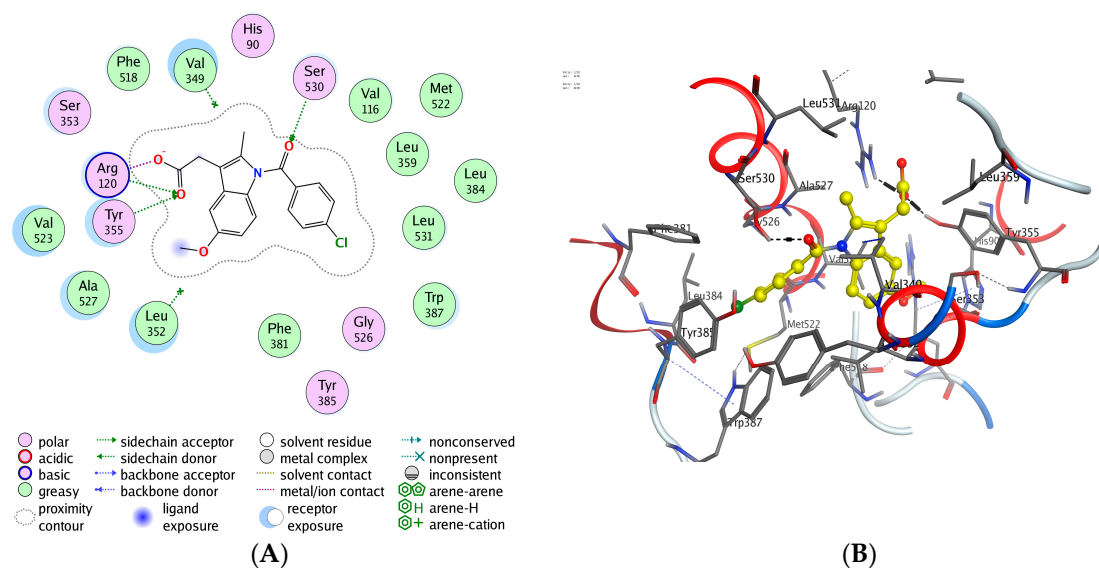 His
90
Phe
518
Val
349
Ser
530
Val
116
Met
522
Ser
353
Leu
359
Arg
120
Leu
384
Tyr
355
Val
523
Leu
531
Ala
527
Leu
352
Trp
387
Phe
381
Gly
526
Tyr
385
O-
O
O
N
O
Cl
polar
acidic
basic
greasy
proximity
contour
sidechain acceptor
sidechain donor
backbone acceptor
backbone donor
ligand
exposure
solvent residue
metal complex
solvent contact
metal/ion contact
receptor
exposure
nonconserved
nonpresent
inconsistent
arene-arene
H arene-H
+ arene-cation
(A)
Leu531
Arg120
Ser530
Ala527
Leu359
Tyr355
His90
Val349
Ser353
Leu384
Tyr385
Met522
Trp387
(B)